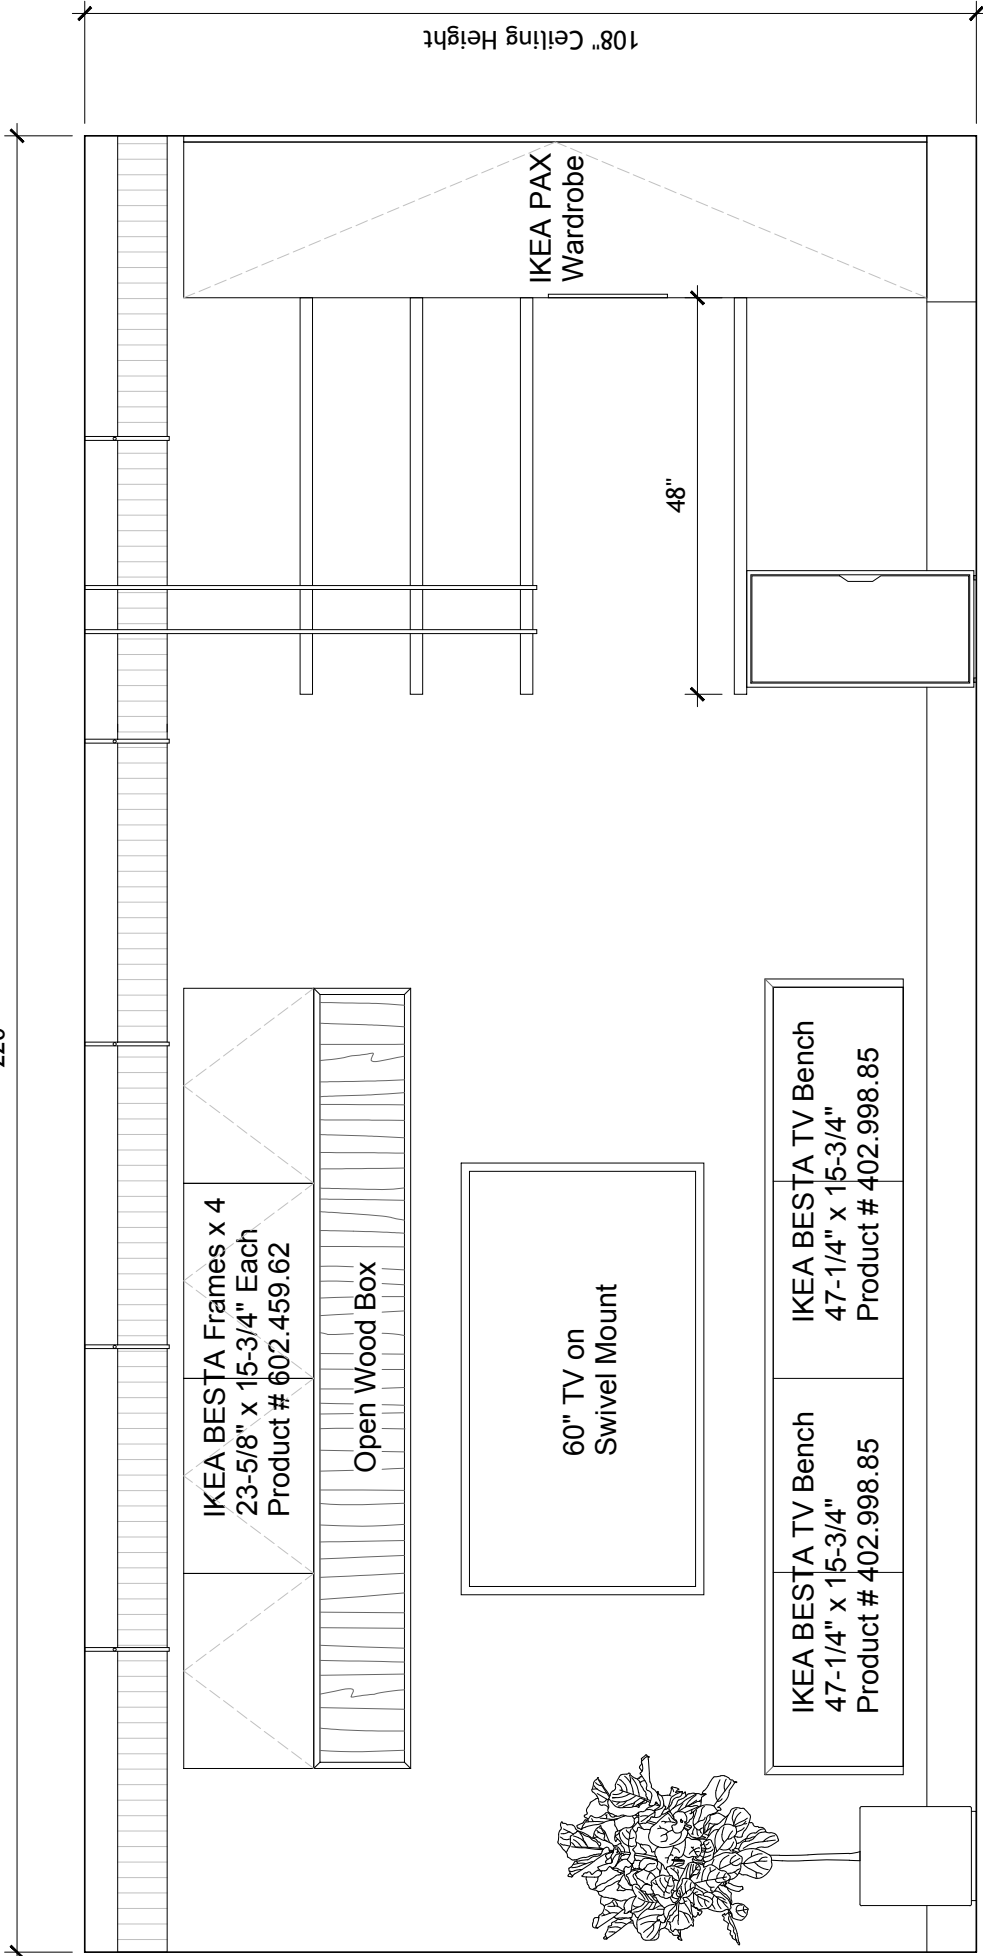 108" Ceiling Height
IKEA PAX
Wardrobe
48"
IKEA BESTA Frames x 4
23-5/8" x 15-3/4" Each
Product # 602.459.62
Open Wood Box
60" TV on
Swivel Mount
IKEA BESTA TV Bench
47-1/4" x 15-3/4"
Product # 402.998.85
IKEA BESTA TV Bench
47-1/4" x 15-3/4"
Product # 402.998.85